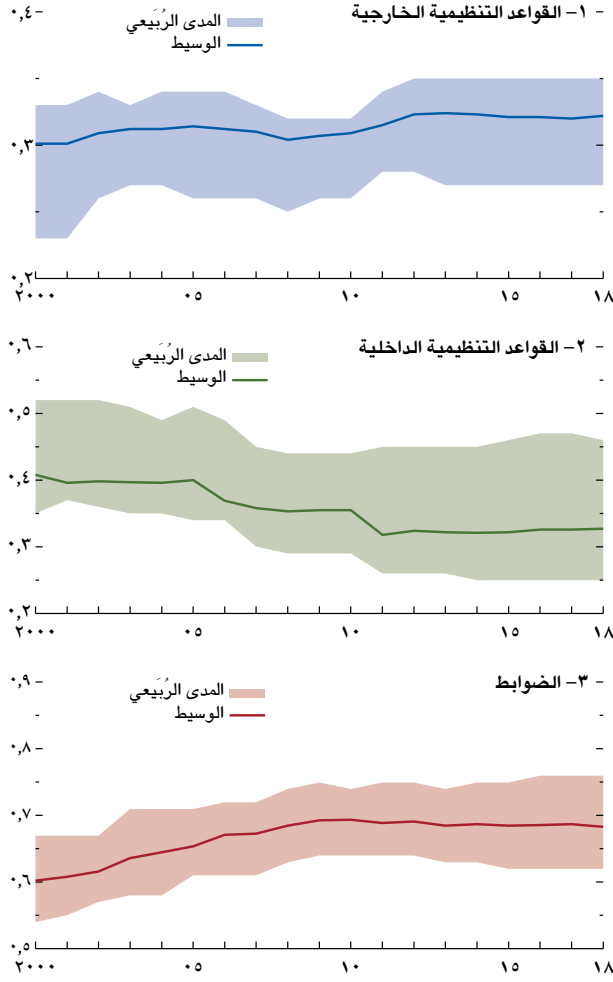 ١- القواعد التنظيمية الخارجية
المدى الرُبَيعي
الوسيط
٠,٤
٠,٣
٠,٢
٢٠٠٠ ٠٥ ١٠ ١٥ ١٨
٢- القواعد التنظيمية الداخلية
المدى الرُبَيعي
الوسيط
٠,٦
٠,٥
٠,٤
٠,٣
٠,٢
٢٠٠٠ ٠٥ ١٠ ١٥ ١٨
٣- الضوابط
المدى الرُبَيعي
الوسيط
٠,٩
٠,٨
٠,٧
٠,٦
٠,٥
٢٠٠٠ ٠٥ ١٠ ١٥ ١٨